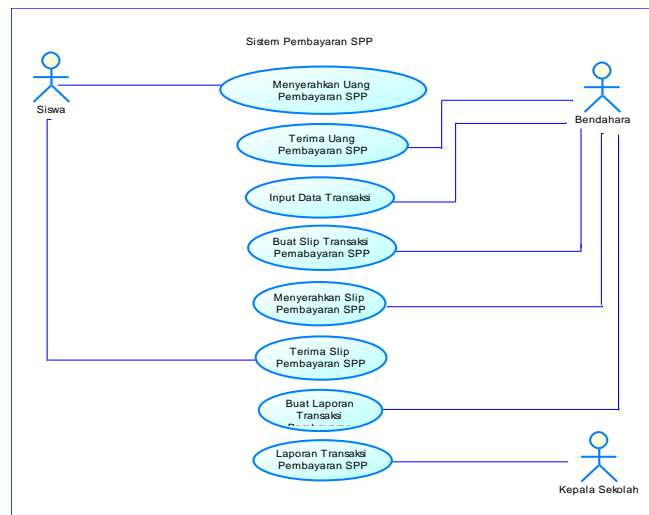 Sistem Pembayaran SPP
Siswa
Menyerahkan Uang
Pembayaran SPP
Bendahara
Terima Uang
Pembayaran SPP
Input Data Transaksi
Buat Slip Transaksi
Pemabayaran SPP
Menyerahkan Slip
Pembayaran SPP
Terima Slip
Pembayaran SPP
Buat Laporan
Transaksi
Laporan Transaksi
Pembayaran SPP
Kepala Sekolah